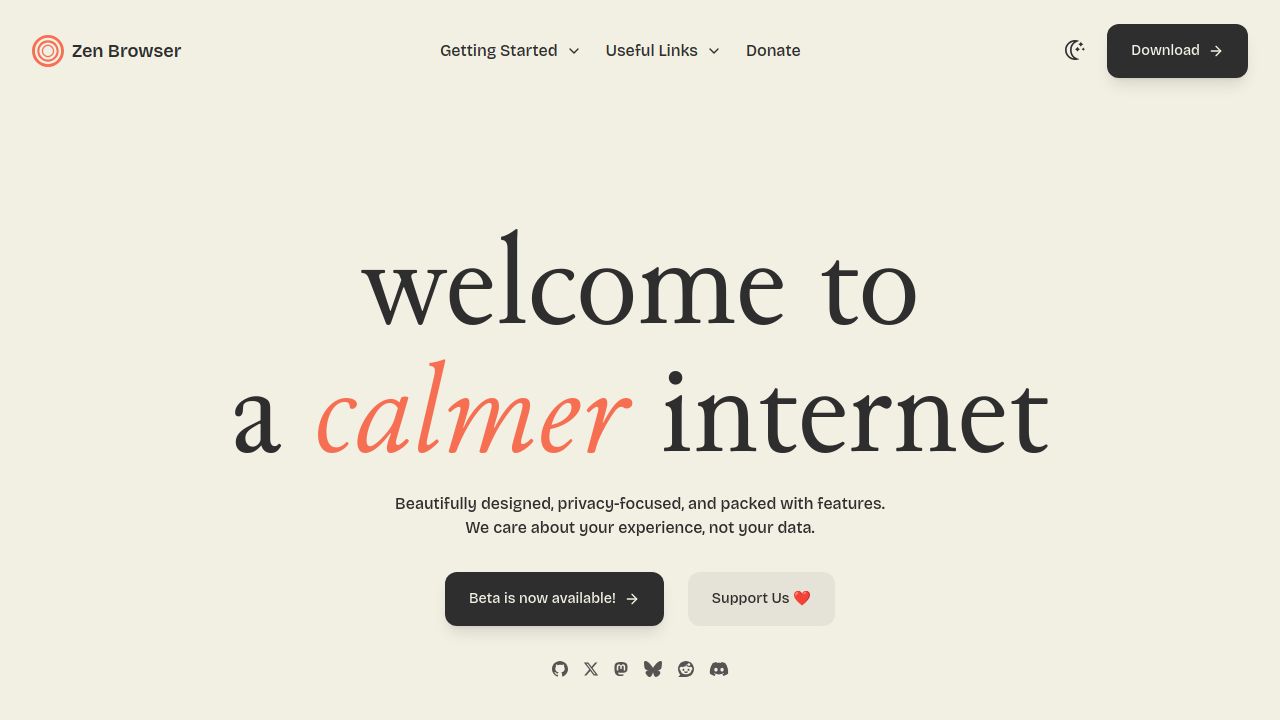 Zen Browser
Getting Started
Useful Links
Donate
Download
welcome to
a calmer internet
Beautifully designed, privacy-focused, and packed with features.
We care about your experience, not your data.
Beta is now available!
Support Us ❤️